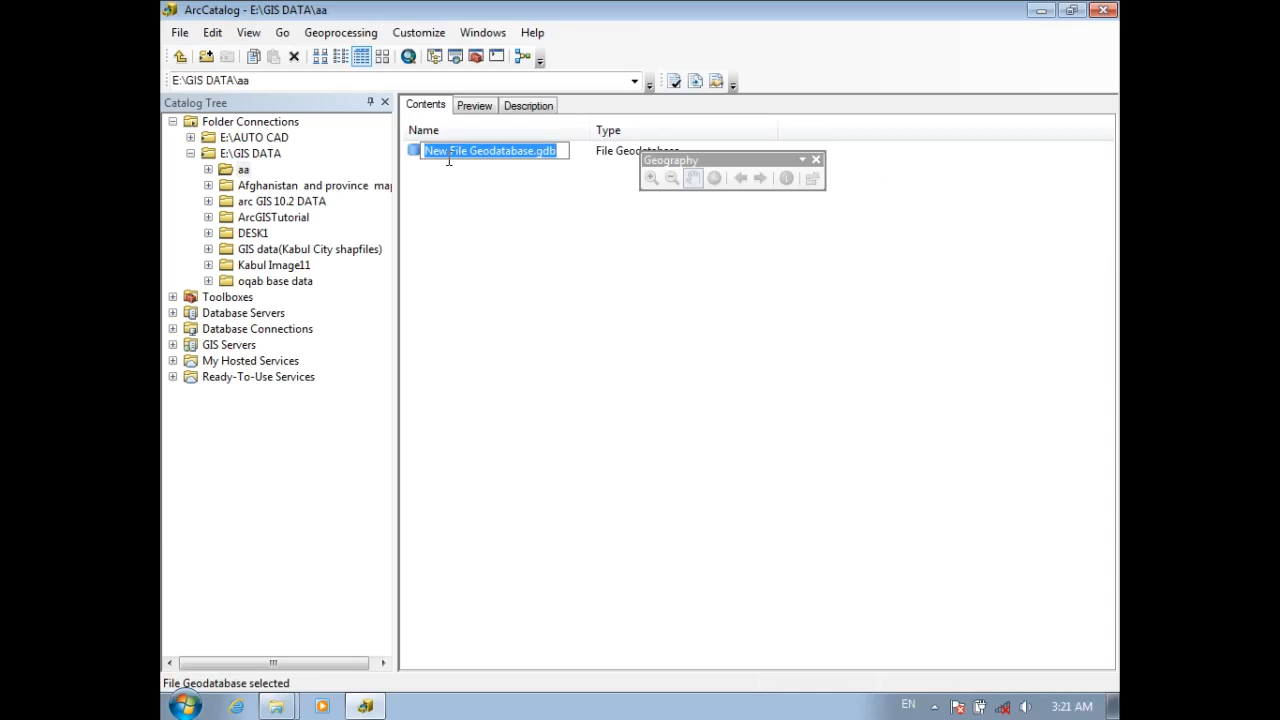 ArcCatalog - E:\GIS DATA\aa
File Edit View Go Geoprocessing Customize Windows Help
E:\GIS DATA\aa
Catalog Tree
Folder Connections
E:\AUTO CAD
E:\GIS DATA
aa
Afghanistan and province ma
arc GIS 10.2 DATA
ArcGISTutorial
DESK1
GIS data(Kabul City shapfiles)
Kabul Image11
oqab base data
Toolboxes
Database Servers
Database Connections
GIS Servers
My Hosted Services
Ready-To-Use Services
Contents Preview Description
Name Type
New File Geodatabase.gdb File Geodatabase
Geography
File Geodatabase selected
EN 3:21 AM